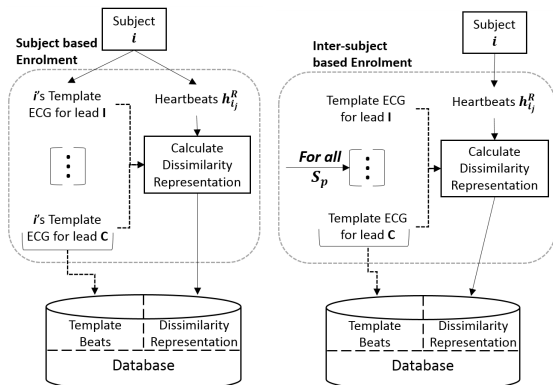 Subject
i
Subject based
Enrolment
i's Template
ECG for lead I
Heartbeats h_{i_j}^R
Calculate
Dissimilarity
Representation
i's Template
ECG for lead C
Template
Beats
Dissimilarity
Representation
Database
Subject
i
Inter-subject
based Enrolment
Template ECG
for lead I
Heartbeats h_{i_j}^R
For all
S_p
Calculate
Dissimilarity
Representation
Template ECG
for lead C
Template
Beats
Dissimilarity
Representation
Database